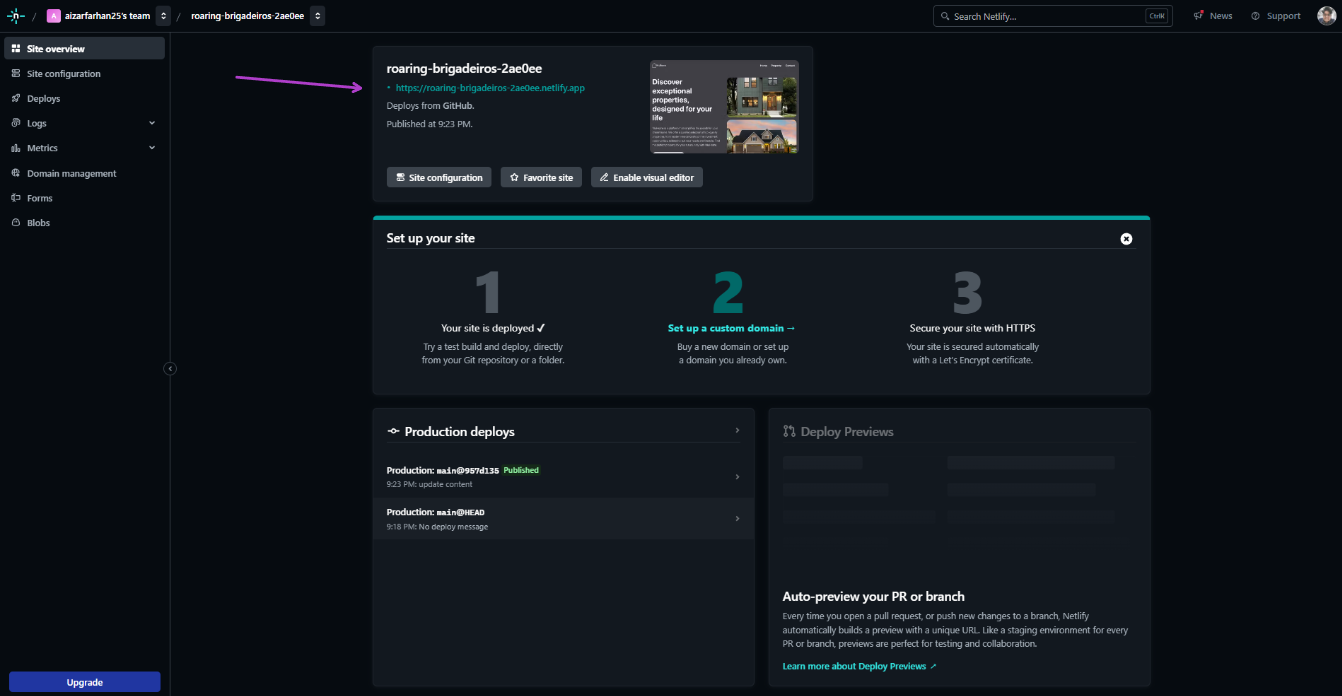 / A aizarfarhan25's team / roaring-brigadeiros-2ae0ee
Search Netlify... CtrlK News Support
Site overview
Site configuration
Deploys
Logs
Metrics
Domain management
Forms
Blobs
Upgrade
roaring-brigadeiros-2ae0ee
https://roaring-brigadeiros-2ae0ee.netlify.app
Deploys from GitHub.
Published at 9:23 PM.
Discover
exceptional
properties,
designed for your
life
Site configuration Favorite site Enable visual editor
Set up your site
1
Your site is deployed ✓
Try a test build and deploy, directly
from your Git repository or a folder.
2
Set up a custom domain →
Buy a new domain or set up
a domain you already own.
3
Secure your site with HTTPS
Your site is secured automatically
with a Let's Encrypt certificate.
Production deploys
Production: main@957d135 Published
9:23 PM: update content
Production: main@HEAD
9:18 PM: No deploy message
Deploy Previews
Auto-preview your PR or branch
Every time you open a pull request, or push new changes to a branch, Netlify
automatically builds a preview with a unique URL. Like a staging environment for every
PR or branch, previews are perfect for testing and collaboration.
Learn more about Deploy Previews ↗